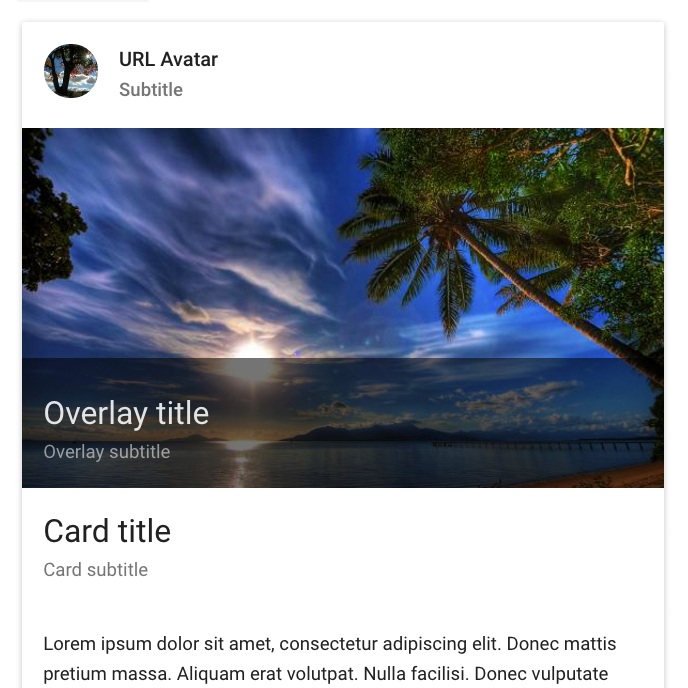 URL Avatar
Subtitle
Overlay title
Overlay subtitle
Card title
Card subtitle
Lorem ipsum dolor sit amet, consectetur adipiscing elit. Donec mattis
pretium massa. Aliquam erat volutpat. Nulla facilisi. Donec vulputate